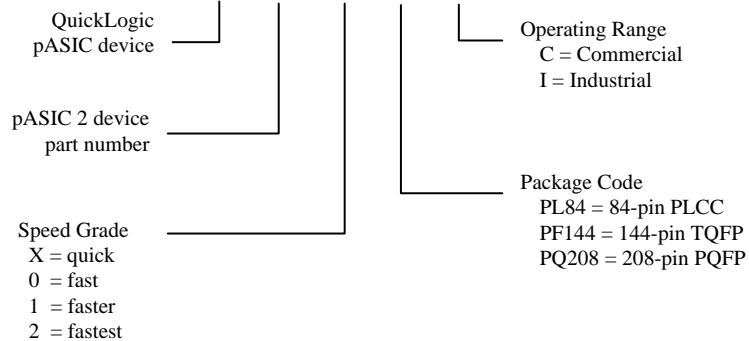 QuickLogic
pASIC device
pASIC 2 device
part number
Speed Grade
X = quick
0 = fast
1 = faster
2 = fastest
Operating Range
C = Commercial
I = Industrial
Package Code
PL84 = 84-pin PLCC
PF144 = 144-pin TQFP
PQ208 = 208-pin PQFP